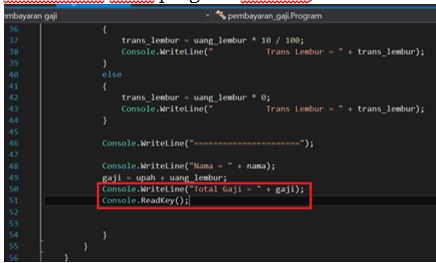 pembayaran gaji pembayaran_gaji.Program
36 {
37 trans_lembur = uang_lembur * 10 / 100;
38 Console.WriteLine(" Trans Lembur = " + trans_lembur);
39 }
40 else
41 {
42 trans_lembur = uang_lembur * 0;
43 Console.WriteLine(" Trans Lembur = " + trans_lembur);
44 }
45
46 Console.WriteLine("======================");
47
48 Console.WriteLine("Nama = " + nama);
49 gaji = upah + uang_lembur;
50 Console.WriteLine("Total Gaji = " + gaji);
51 Console.ReadKey();
52
53
54 }
55 }
56 }